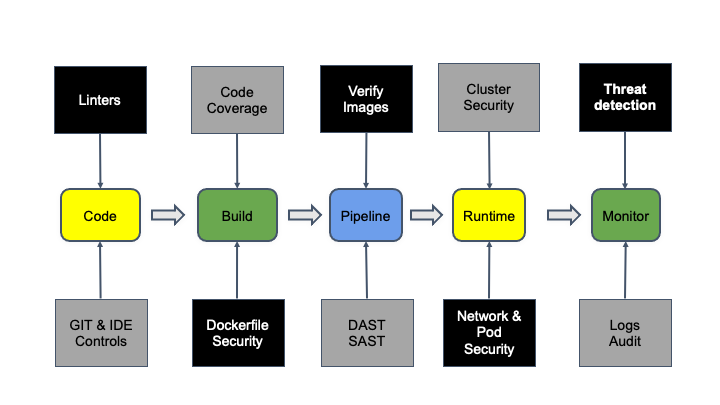 Linters
Code
Coverage
Verify
Images
Cluster
Security
Threat
detection
Code
Build
Pipeline
Runtime
Monitor
GIT & IDE
Controls
Dockerfile
Security
DAST
SAST
Network &
Pod
Security
Logs
Audit